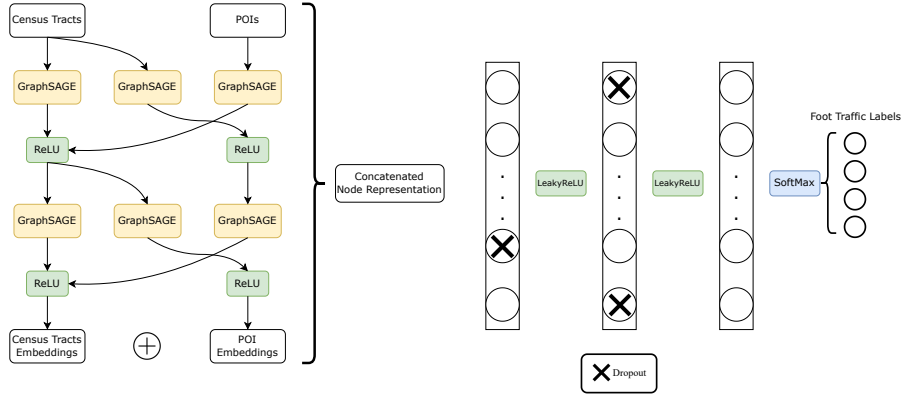 Census Tracts
POIs
GraphSAGE
GraphSAGE
GraphSAGE
ReLU
ReLU
GraphSAGE
GraphSAGE
GraphSAGE
ReLU
ReLU
Census Tracts
Embeddings
POI
Embeddings
Concatenated
Node Representation
LeakyReLU
LeakyReLU
SoftMax
Foot Traffic Labels
Dropout